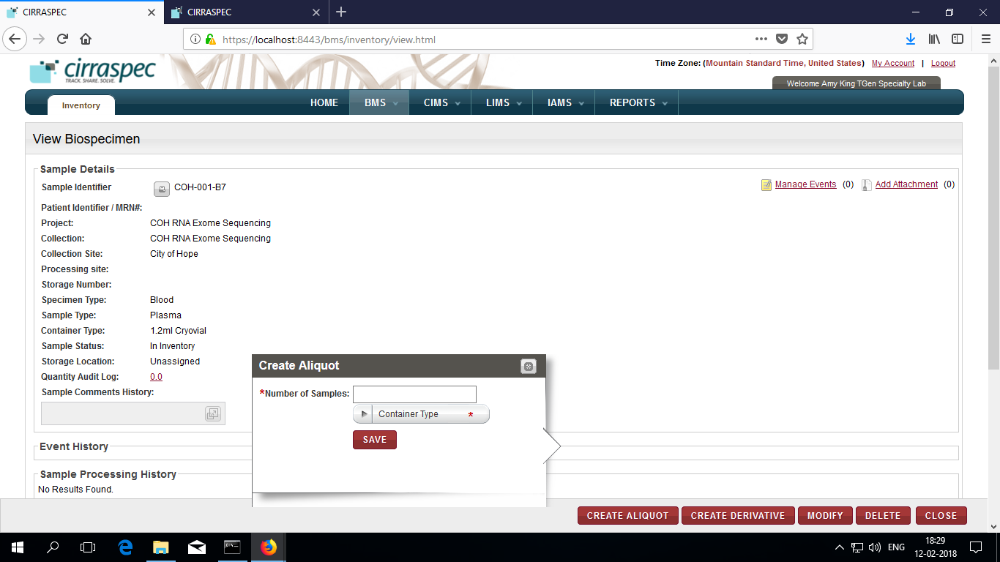 CIRRASPEC
CIRRASPEC
https://localhost:8443/bms/inventory/view.html
cirraspec
TRACK. SHARE. SOLVE.
Time Zone: (Mountain Standard Time, United States) My Account | Logout
Welcome Amy King TGen Specialty Lab
Inventory
HOME BMS CIMS LIMS IAMS REPORTS
View Biospecimen
Sample Details
Sample Identifier COH-001-B7
Manage Events (0) Add Attachment (0)
Patient Identifier / MRN#:
Project: COH RNA Exome Sequencing
Collection: COH RNA Exome Sequencing
Collection Site: City of Hope
Processing site:
Storage Number:
Specimen Type: Blood
Sample Type: Plasma
Container Type: 1.2ml Cryovial
Sample Status: In Inventory
Storage Location: Unassigned
Quantity Audit Log: 0.0
Sample Comments History:
Create Aliquot
*Number of Samples:
Container Type *
SAVE
Event History
Sample Processing History
No Results Found.
CREATE ALIQUOT CREATE DERIVATIVE MODIFY DELETE CLOSE
ENG
18:29
12-02-2018